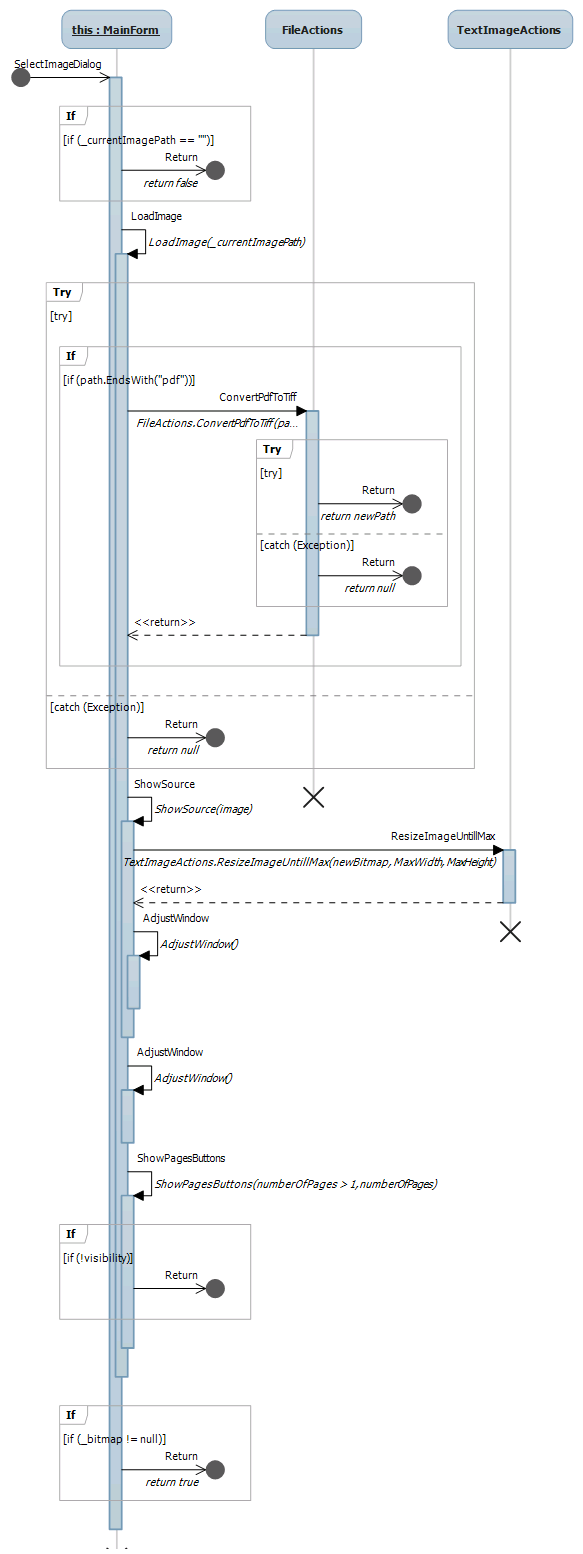 this : MainForm
FileActions
TextImageActions
SelectImageDialog
If
[if (_currentImagePath == "")]
Return
return false
LoadImage
LoadImage(_currentImagePath)
Try
[try]
If
[if (path.EndsWith("pdf"))]
ConvertPdfToTiff
FileActions.ConvertPdfToTiff(pa...
Try
[try]
Return
return newPath
[catch (Exception)]
Return
return null
<<return>>
[catch (Exception)]
Return
return null
ShowSource
ShowSource(image)
ResizeImageUntillMax
TextImageActions.ResizeImageUntillMax(newBitmap, MaxWidth, MaxHeight)
<<return>>
AdjustWindow
AdjustWindow()
AdjustWindow
AdjustWindow()
ShowPagesButtons
ShowPagesButtons(numberOfPages > 1,numberOfPages)
If
[if (!visibility)]
Return
If
[if (_bitmap != null)]
Return
return true